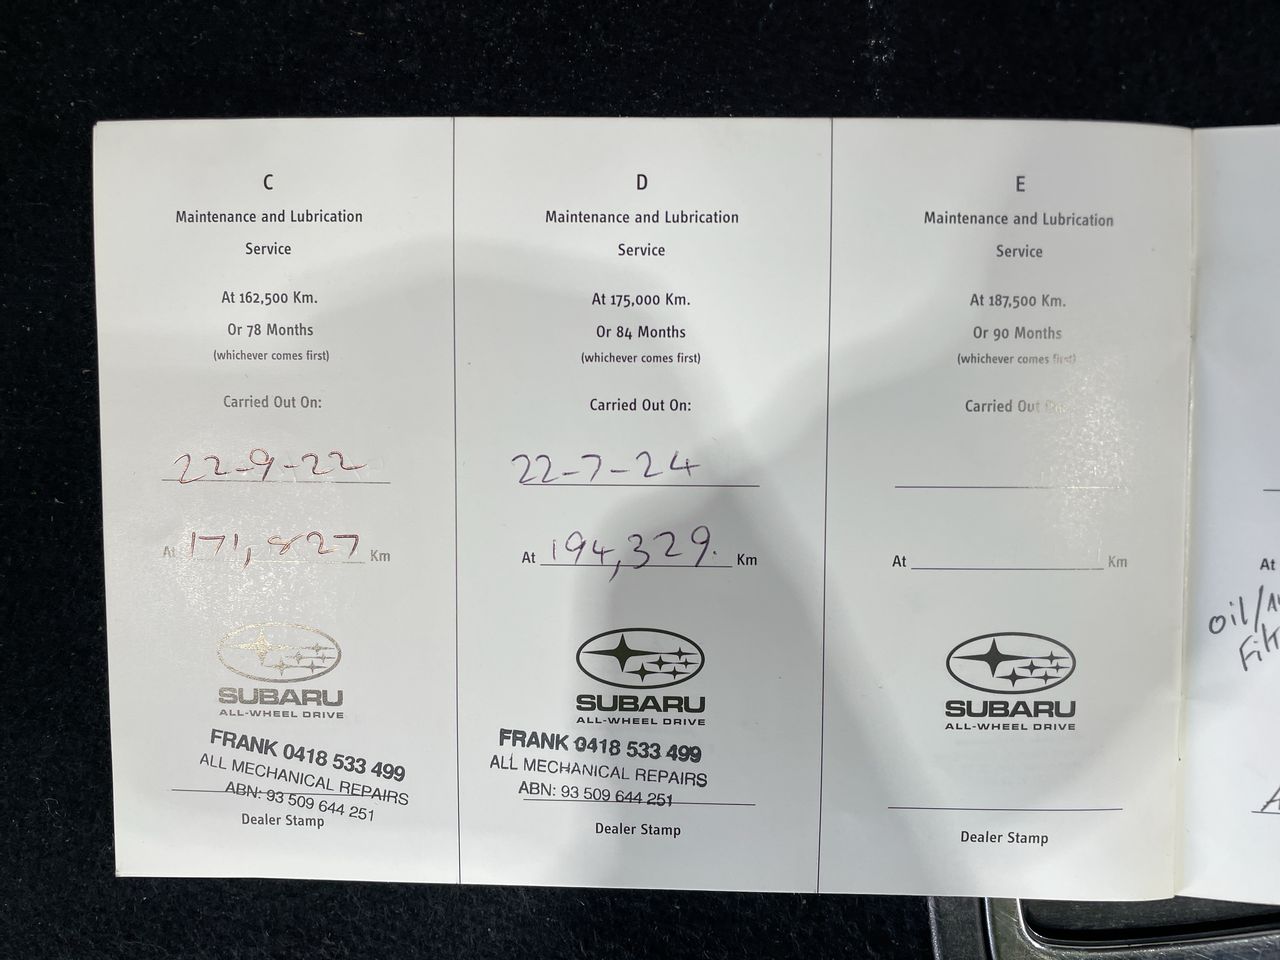 C
Maintenance and Lubrication
Service
At 162,500 Km.
Or 78 Months
(whichever comes first)
Carried Out On:
22-9-22
At 171,827 Km
SUBARU
ALL-WHEEL DRIVE
FRANK 0418 533 499
ALL MECHANICAL REPAIRS
ABN: 93 509 644 251
Dealer Stamp
D
Maintenance and Lubrication
Service
At 175,000 Km.
Or 84 Months
(whichever comes first)
Carried Out On:
22-7-24
At 194,329. Km
SUBARU
ALL-WHEEL DRIVE
FRANK 0418 533 499
ALL MECHANICAL REPAIRS
ABN: 93 509 644 251
Dealer Stamp
E
Maintenance and Lubrication
Service
At 187,500 Km.
Or 90 Months
(whichever comes first)
Carried Out On:
At Km
SUBARU
ALL-WHEEL DRIVE
Dealer Stamp
At
oil/